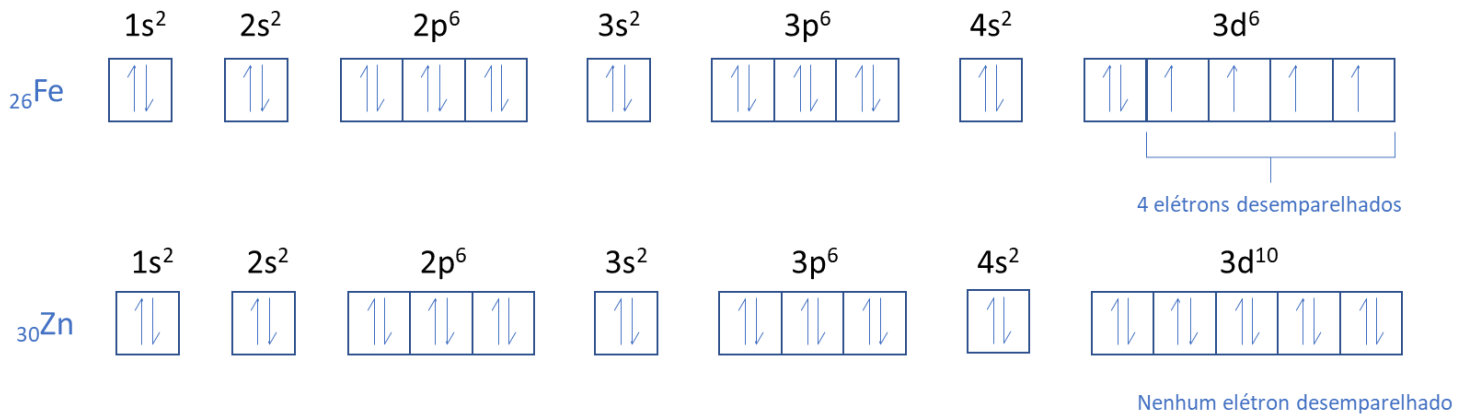 1s² 2s² 2p⁶ 3s² 3p⁶ 4s² 3d⁶
₂₆Fe
4 elétrons desemparelhados
1s² 2s² 2p⁶ 3s² 3p⁶ 4s² 3d¹⁰
₃₀Zn
Nenhum elétron desemparelhado